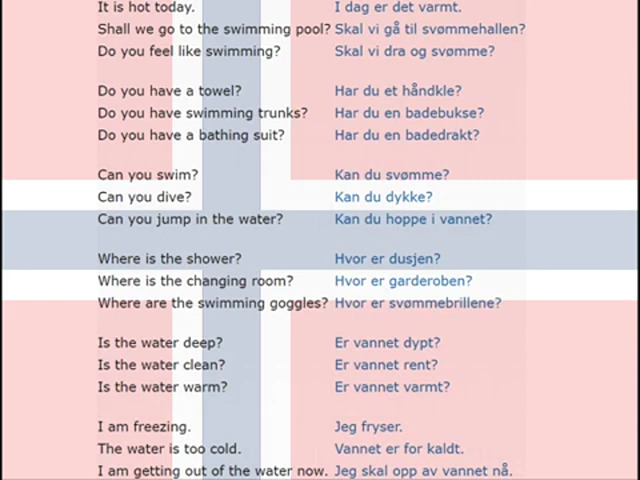 It is hot today. I dag er det varmt.
Shall we go to the swimming pool? Skal vi gå til svømmehallen?
Do you feel like swimming? Skal vi dra og svømme?
Do you have a towel? Har du et håndkle?
Do you have swimming trunks? Har du en badebukse?
Do you have a bathing suit? Har du en badedrakt?
Can you swim? Kan du svømme?
Can you dive? Kan du dykke?
Can you jump in the water? Kan du hoppe i vannet?
Where is the shower? Hvor er dusjen?
Where is the changing room? Hvor er garderoben?
Where are the swimming goggles? Hvor er svømmebrillene?
Is the water deep? Er vannet dypt?
Is the water clean? Er vannet rent?
Is the water warm? Er vannet varmt?
I am freezing. Jeg fryser.
The water is too cold. Vannet er for kaldt.
I am getting out of the water now. Jeg skal opp av vannet nå.